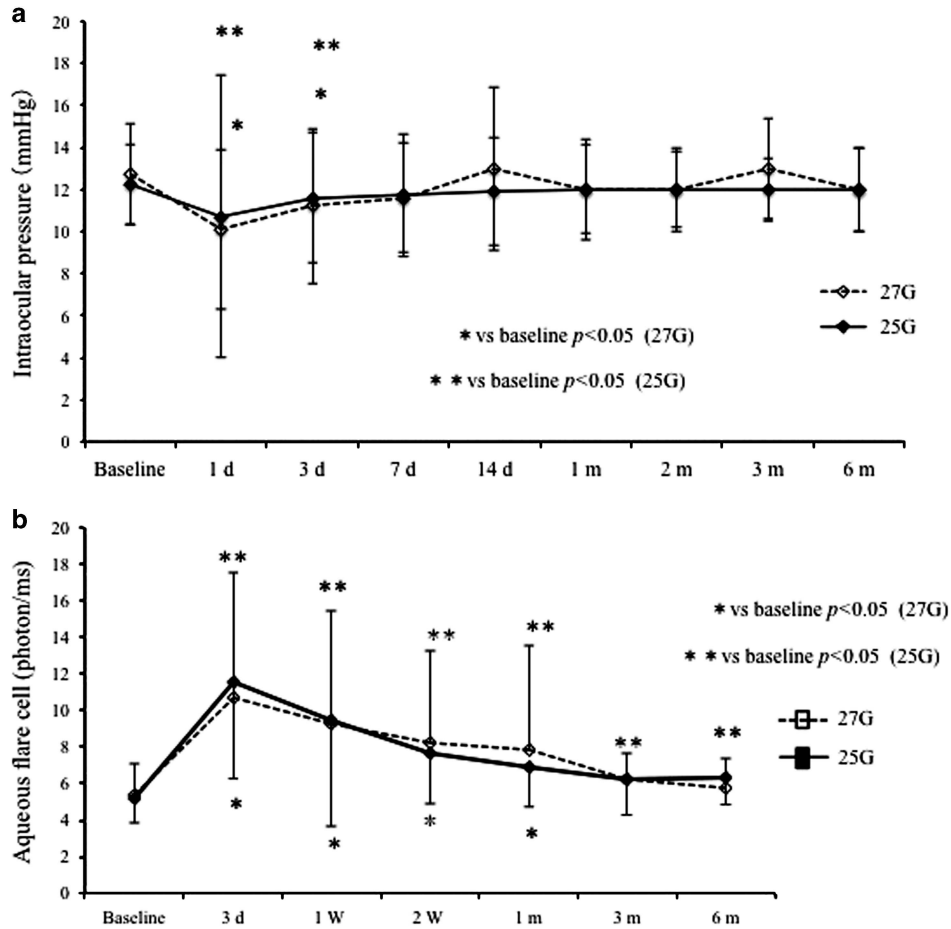 a
Intraocular pressure (mmHg)
20
**
**
18
16
*
*
14
12
10
8
27G
6
25G
* vs baseline p<0.05 (27G)
4
* * vs baseline p<0.05 (25G)
2
0
Baseline 1 d 3 d 7 d 14 d 1 m 2 m 3 m 6 m
b
Aqueous flare cell (photon/ms)
20
18
**
**
16
* vs baseline p<0.05 (27G)
14
**
**
* * vs baseline p<0.05 (25G)
12
10
27G
**
**
8
25G
6
*
4
*
*
*
2
0
Baseline 3 d 1 W 2 W 1 m 3 m 6 m